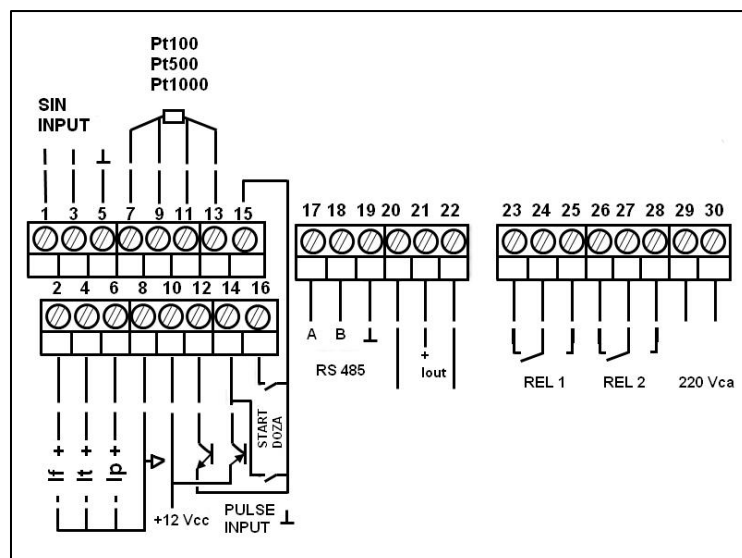 Pt100
Pt500
Pt1000
SIN
INPUT
1 3 5 7 9 11 13 15
17 18 19 20 21 22
23 24 25 26 27 28 29 30
2 4 6 8 10 12 14 16
A B
RS 485
+
Iout
REL 1
REL 2
220 Vca
If +
It +
Ip +
START
DOZA
+12 Vcc
PULSE
INPUT